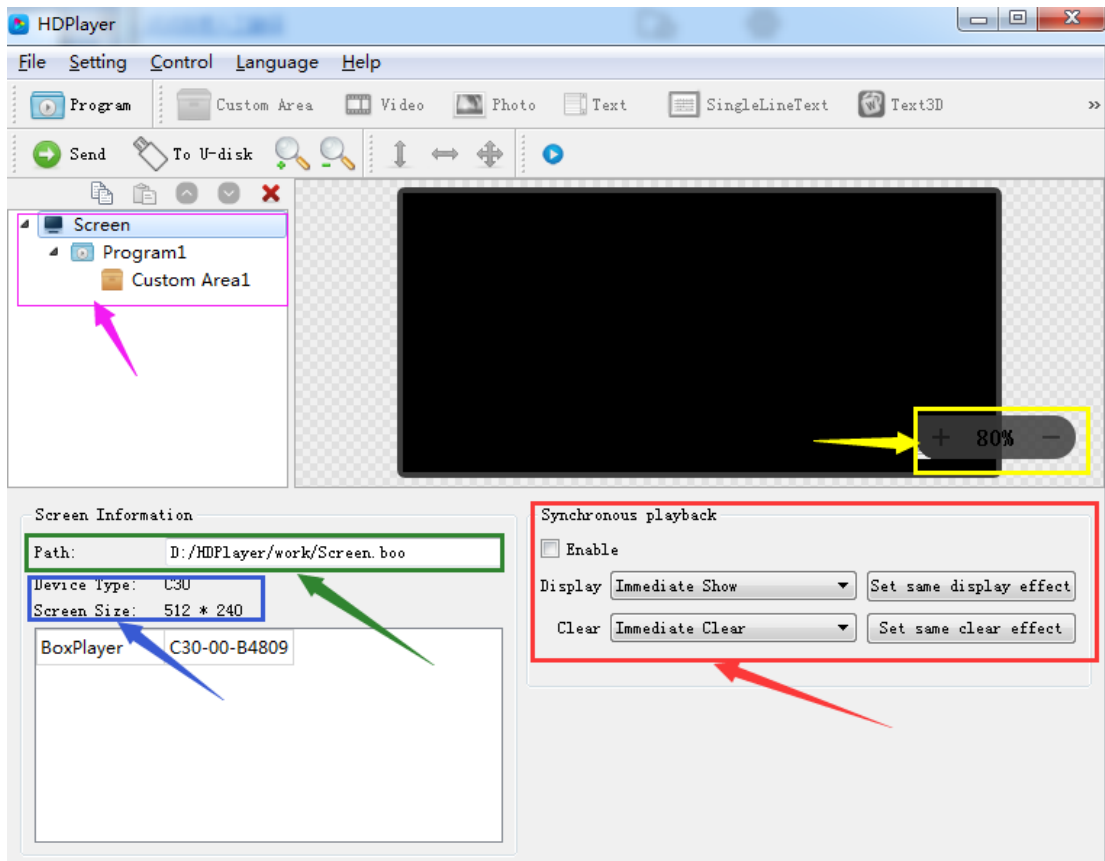 HDPlayer
File Setting Control Language Help
Program Custom Area Video Photo Text SingleLineText Text3D »
Send To U-disk
Screen
Program1
Custom Area1
+ 80% −
Screen Information
Path: D:/HDPlayer/work/Screen.boo
Device Type: C30
Screen Size: 512 * 240
BoxPlayer C30-00-B4809
Synchronous playback
Enable
Display Immediate Show Set same display effect
Clear Immediate Clear Set same clear effect